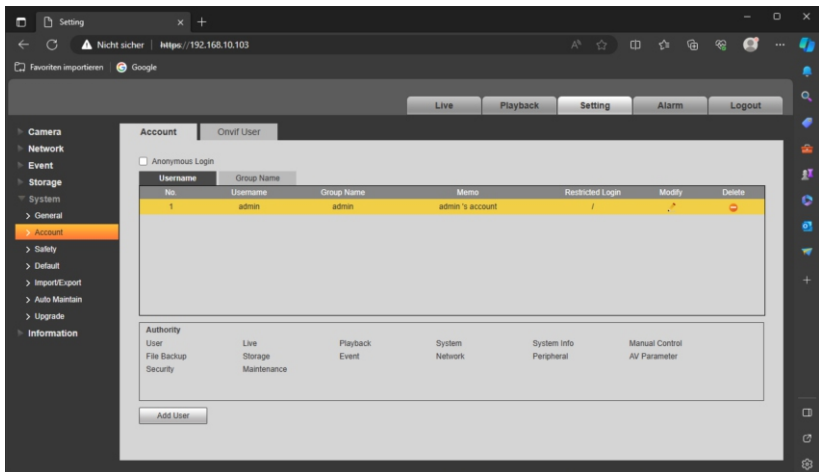 Setting
Nicht sicher | https://192.168.10.103
Favoriten importieren Google
Live Playback Setting Alarm Logout
Camera
Network
Event
Storage
System
General
Account
Safety
Default
Import/Export
Auto Maintain
Upgrade
Information
Account Onvif User
Anonymous Login
Username Group Name
No. Username Group Name Memo Restricted Login Modify Delete
1 admin admin admin 's account /
Authority
User Live Playback System System Info Manual Control
File Backup Storage Event Network Peripheral AV Parameter
Security Maintenance
Add User